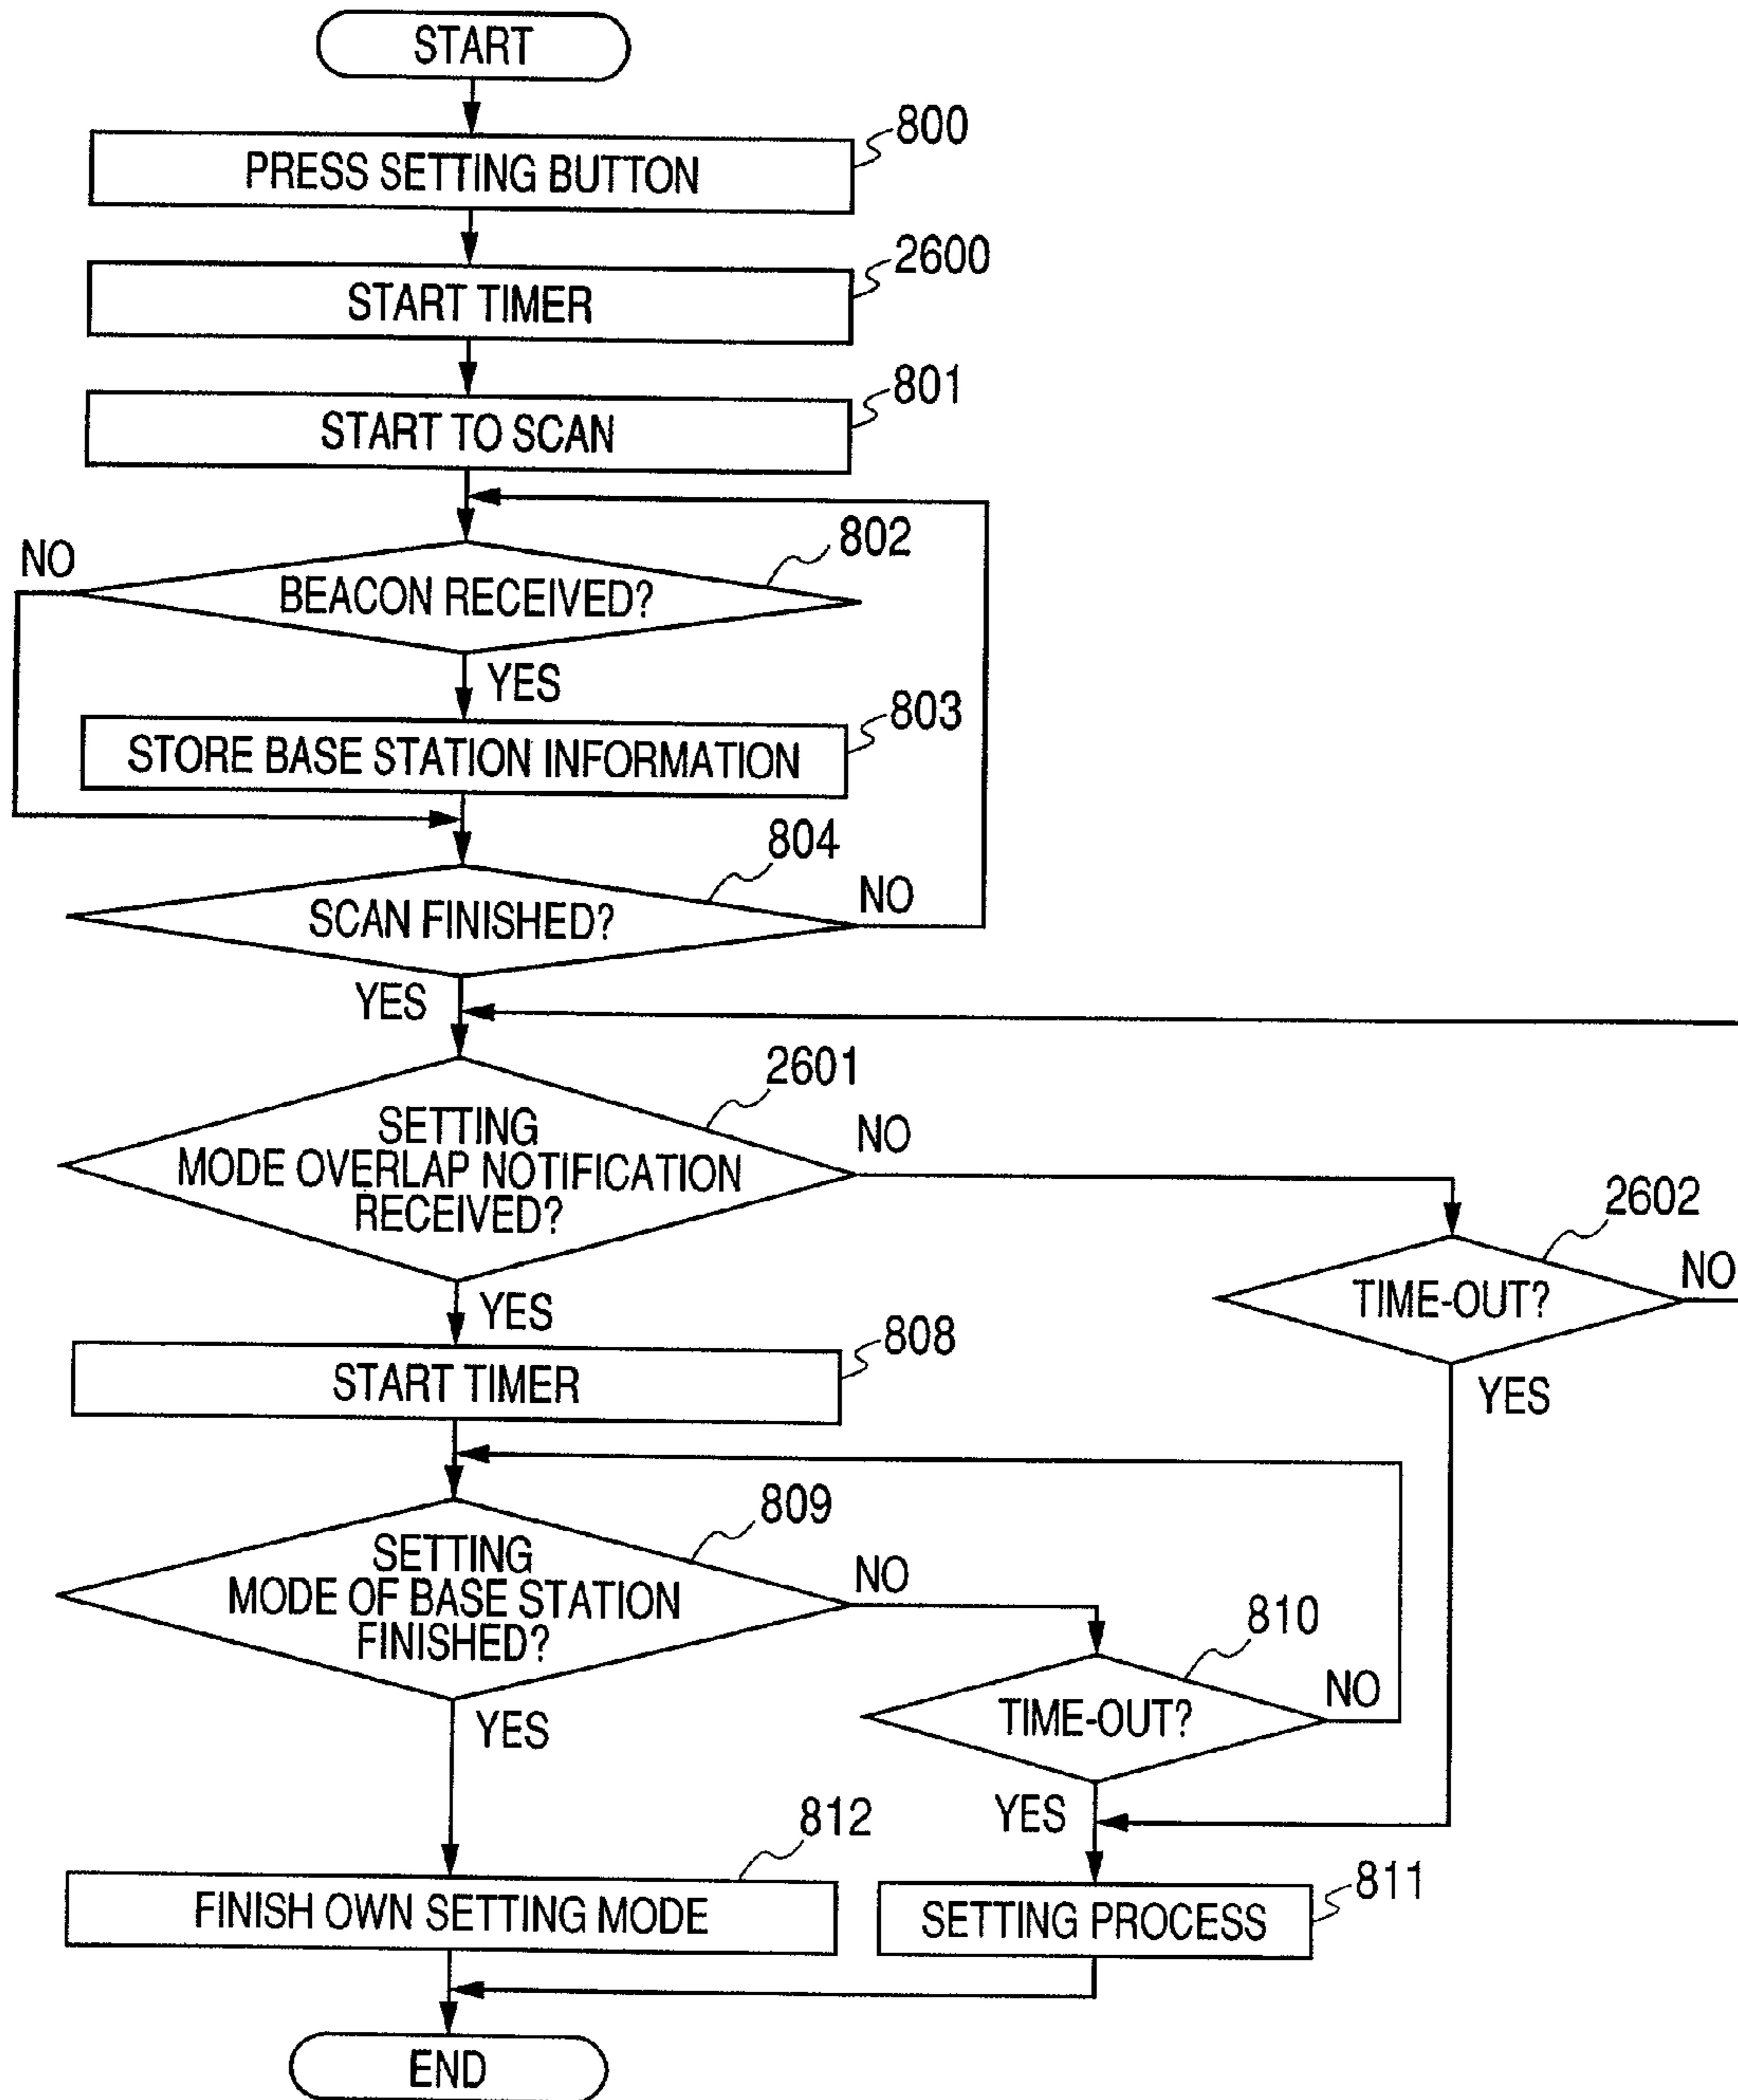 START
800
PRESS SETTING BUTTON
2600
START TIMER
801
START TO SCAN
802
NO
BEACON RECEIVED?
YES
803
STORE BASE STATION INFORMATION
804
NO
SCAN FINISHED?
YES
2601
SETTING
MODE OVERLAP NOTIFICATION
RECEIVED?
NO
2602
TIME-OUT?
NO
YES
YES
808
START TIMER
809
SETTING
MODE OF BASE STATION
FINISHED?
NO
810
TIME-OUT?
NO
YES
YES
812
FINISH OWN SETTING MODE
811
SETTING PROCESS
END